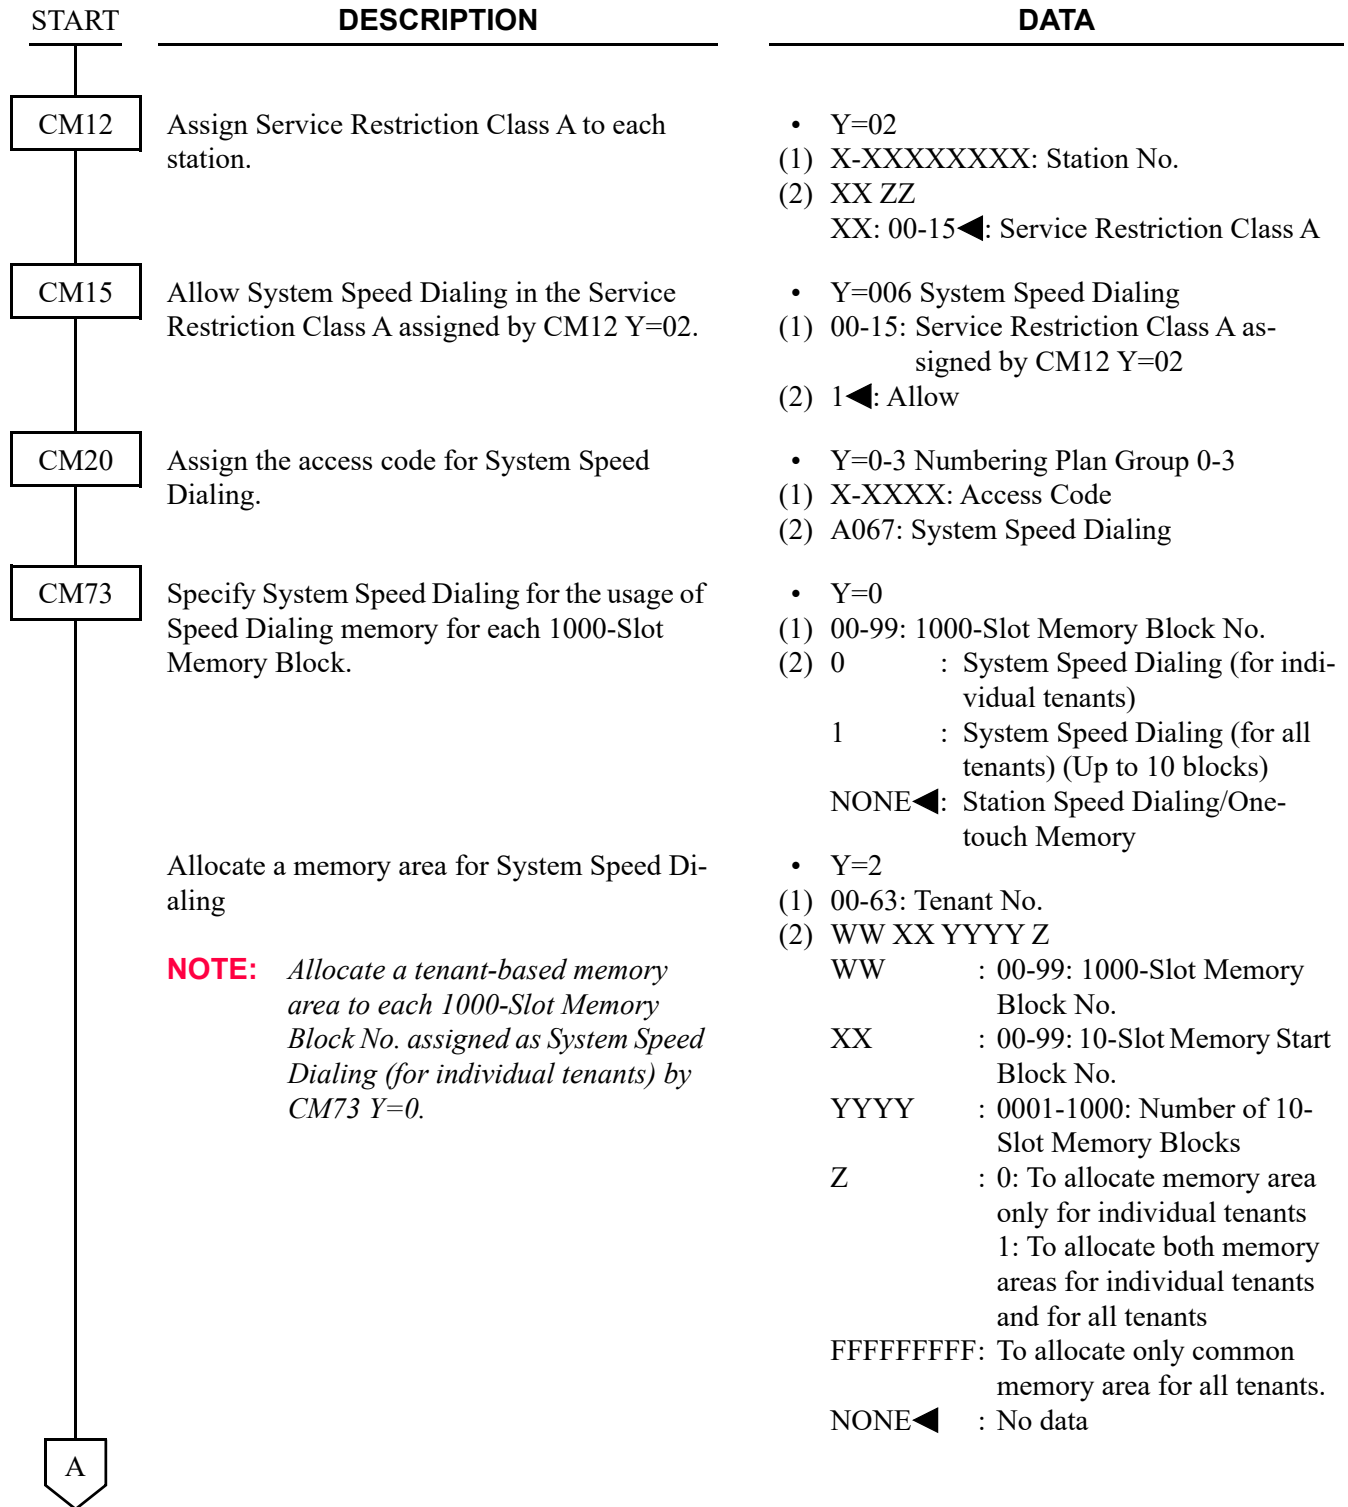 START DESCRIPTION DATA
CM12 Assign Service Restriction Class A to each station.
• Y=02
(1) X-XXXXXXXX: Station No.
(2) XX ZZ
XX: 00-15◀: Service Restriction Class A
CM15 Allow System Speed Dialing in the Service
Restriction Class A assigned by CM12 Y=02.
• Y=006 System Speed Dialing
(1) 00-15: Service Restriction Class A as-
signed by CM12 Y=02
(2) 1◀: Allow
CM20 Assign the access code for System Speed
Dialing.
• Y=0-3 Numbering Plan Group 0-3
(1) X-XXXX: Access Code
(2) A067: System Speed Dialing
CM73 Specify System Speed Dialing for the usage of
Speed Dialing memory for each 1000-Slot
Memory Block.
• Y=0
(1) 00-99: 1000-Slot Memory Block No.
(2) 0 : System Speed Dialing (for indi-
vidual tenants)
1 : System Speed Dialing (for all
tenants) (Up to 10 blocks)
NONE◀: Station Speed Dialing/One-
touch Memory
Allocate a memory area for System Speed Di-
aling
NOTE: Allocate a tenant-based memory
area to each 1000-Slot Memory
Block No. assigned as System Speed
Dialing (for individual tenants) by
CM73 Y=0.
• Y=2
(1) 00-63: Tenant No.
(2) WW XX YYYY Z
WW : 00-99: 1000-Slot Memory
Block No.
XX : 00-99: 10-Slot Memory Start
Block No.
YYYY : 0001-1000: Number of 10-
Slot Memory Blocks
Z : 0: To allocate memory area
only for individual tenants
1: To allocate both memory
areas for individual tenants
and for all tenants
FFFFFFFFF: To allocate only common
memory area for all tenants.
NONE◀ : No data
A